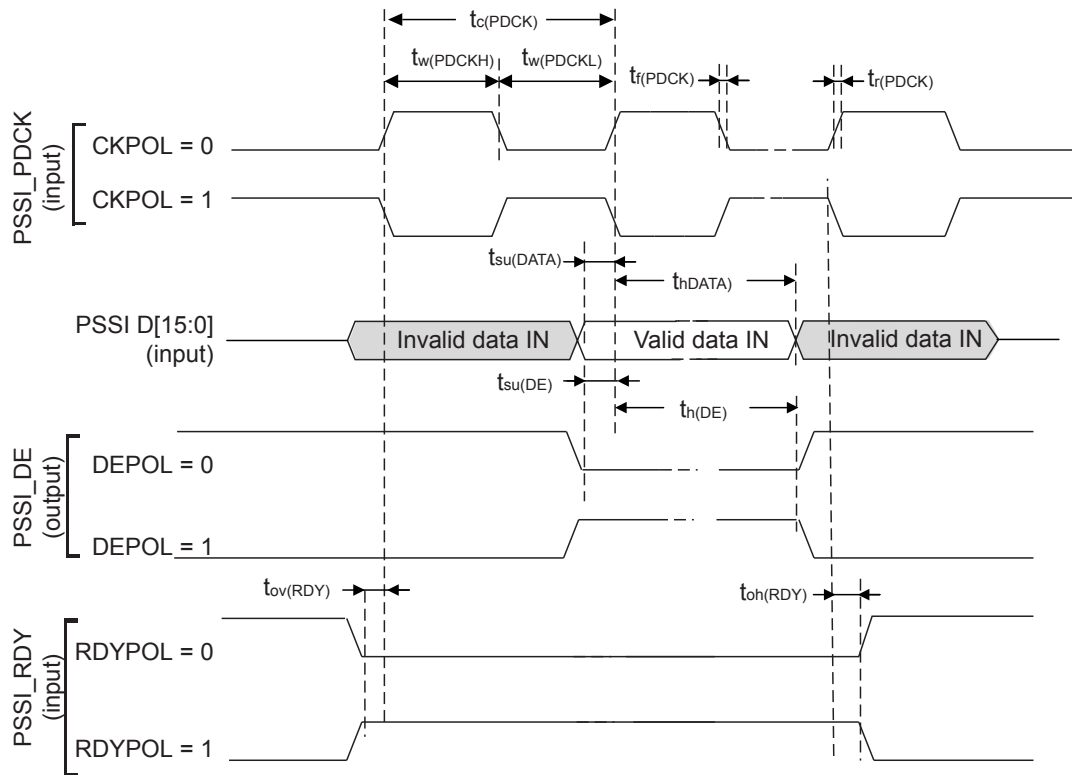 tc(PDCK)
tw(PDCKH) tw(PDCKL) tf(PDCK) tr(PDCK)
PSSI_PDCK
(input)
CKPOL = 0
CKPOL = 1
tsu(DATA)
thDATA)
PSSI D[15:0]
(input)
Invalid data IN Valid data IN Invalid data IN
tsu(DE)
th(DE)
PSSI_DE
(output)
DEPOL = 0
DEPOL = 1
tov(RDY) toh(RDY)
PSSI_RDY
(input)
RDYPOL = 0
RDYPOL = 1